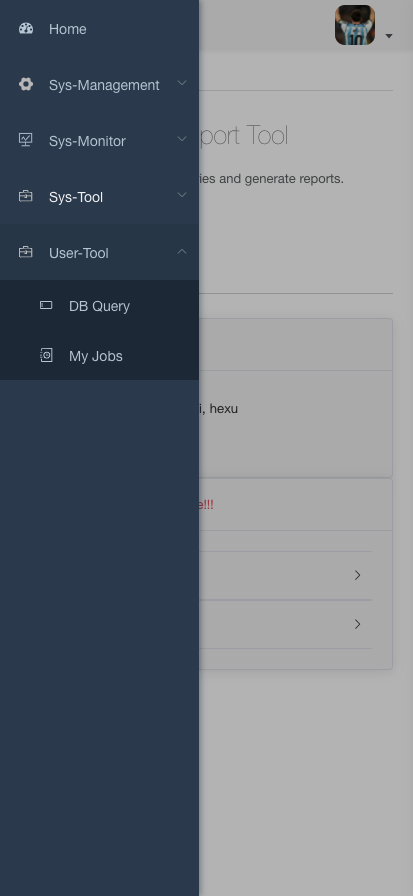 Home
Sys-Management
Sys-Monitor
port Tool
ies and generate reports.
Sys-Tool
User-Tool
DB Query
My Jobs
i, hexu
e!!!
10